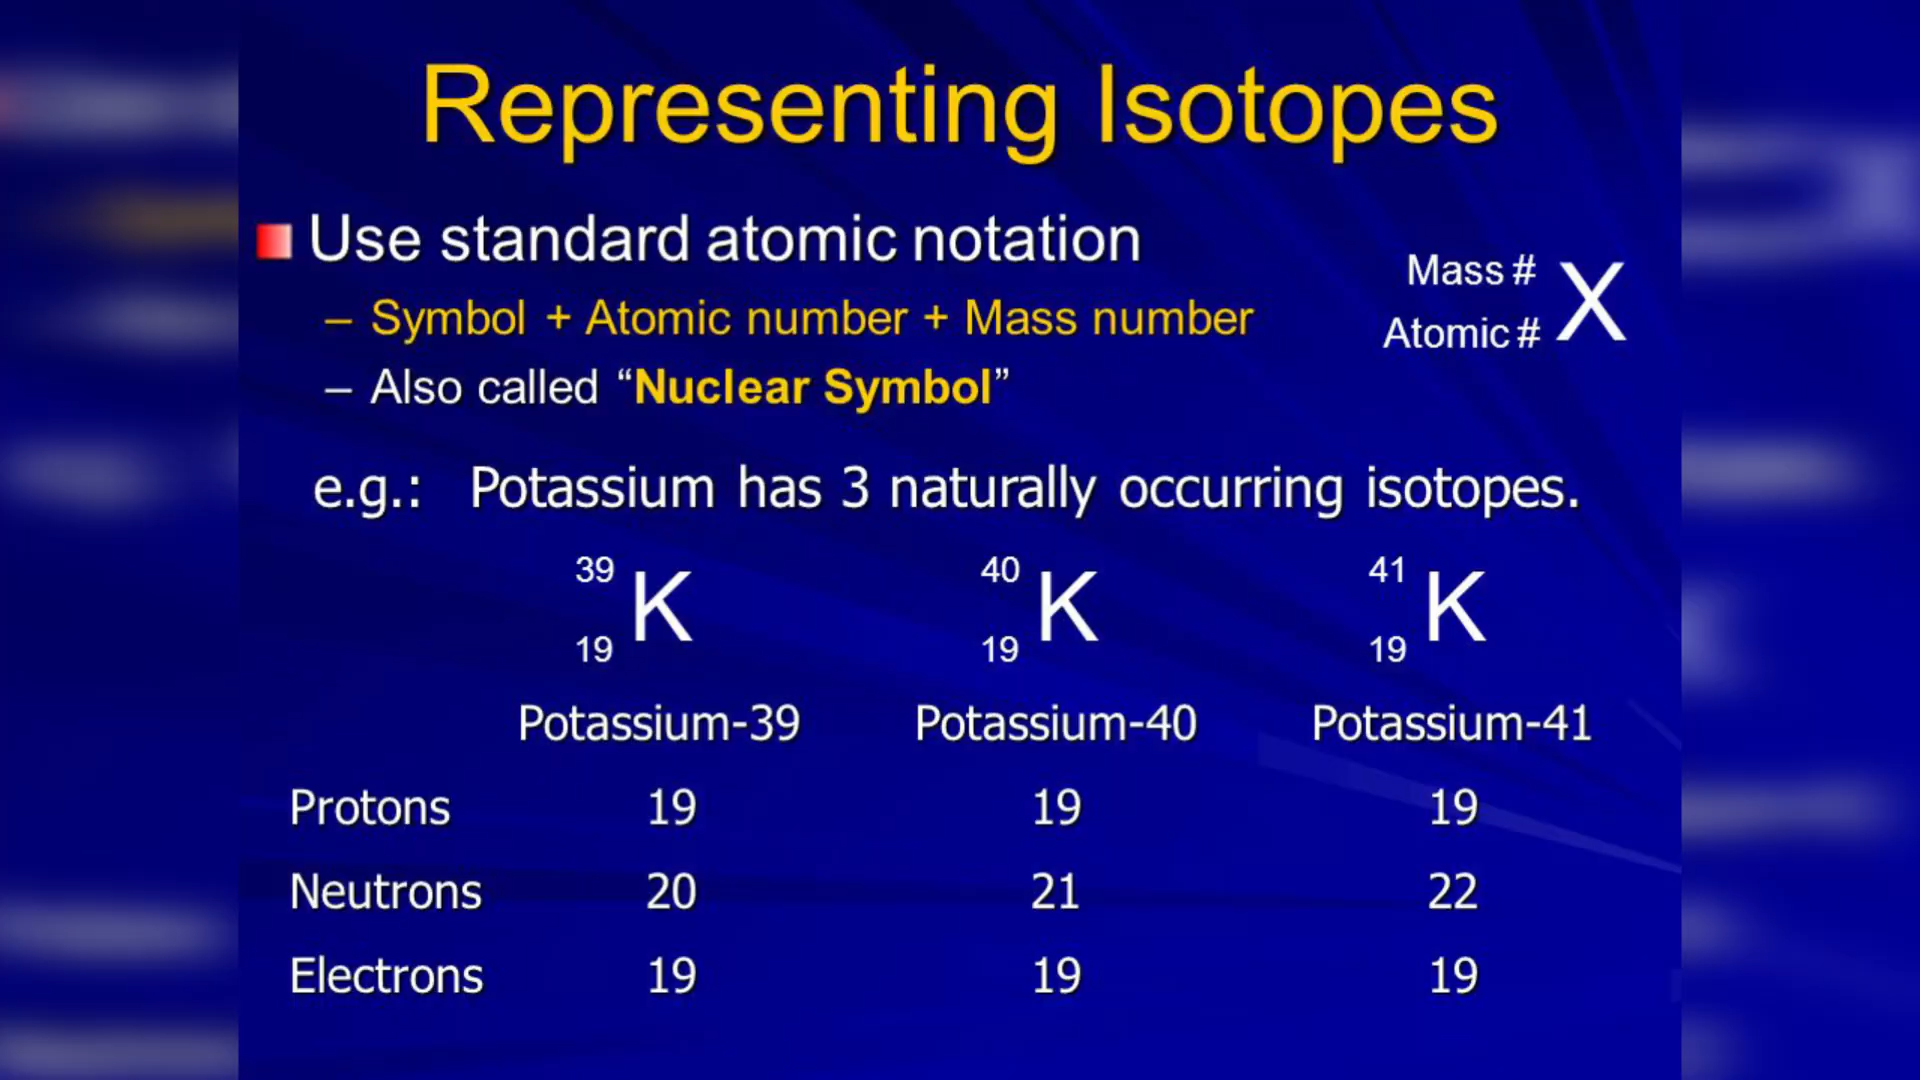 Representing Isotopes
Use standard atomic notation
– Symbol + Atomic number + Mass number
– Also called “Nuclear Symbol”
Mass #
Atomic #
X
e.g.: Potassium has 3 naturally occurring isotopes.
39 40 41
K K K
19 19 19
Potassium-39 Potassium-40 Potassium-41
Protons 19 19 19
Neutrons 20 21 22
Electrons 19 19 19